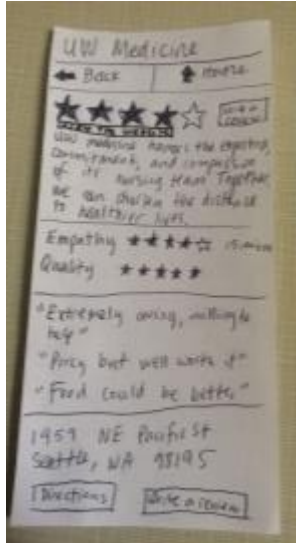 UW Medicine
Back Home
UW medicine honors the expertise,
commitment, and compassion
of its nursing team Together,
we can shorten the distance
to healthier lives.
Empathy
Quality
"Extremely caring, willing to
help"
"Pricy but well worth it"
"Food could be better"
1959 NE Pacific St
Seattle, WA 98195
Directions Write a review